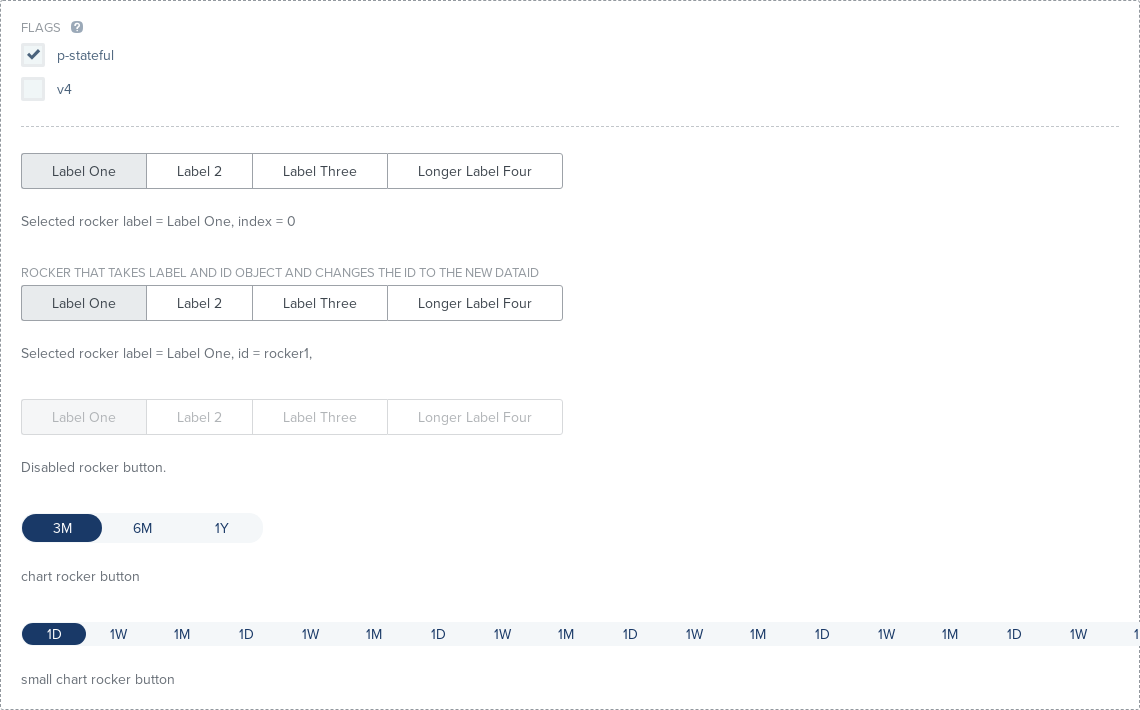 FLAGS ?
p-stateful
v4
Label One Label 2 Label Three Longer Label Four
Selected rocker label = Label One, index = 0
ROCKER THAT TAKES LABEL AND ID OBJECT AND CHANGES THE ID TO THE NEW DATAID
Label One Label 2 Label Three Longer Label Four
Selected rocker label = Label One, id = rocker1,
Label One Label 2 Label Three Longer Label Four
Disabled rocker button.
3M 6M 1Y
chart rocker button
1D 1W 1M 1D 1W 1M 1D 1W 1M 1D 1W 1M 1D 1W 1M 1D 1W
small chart rocker button